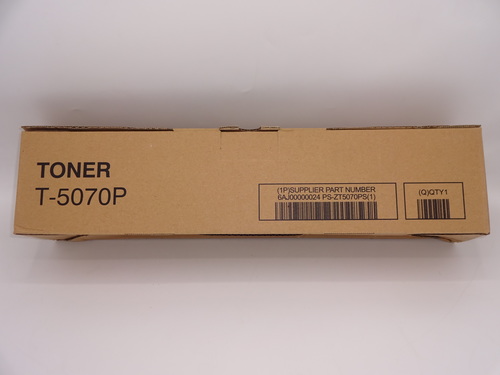 TONER
T-5070P
(1P)SUPPLIER PART NUMBER
6AJ00000024 PS-ZT5070PS(1)
(Q)QTY1